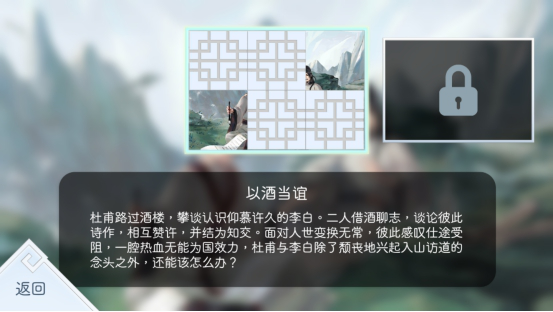 以酒当谊
杜甫路过酒楼，攀谈认识仰慕许久的李白。二人借酒聊志，谈论彼此
诗作，相互赞许，并结为知交。面对人世变换无常，彼此感叹仕途受
阻，一腔热血无能为国效力，杜甫与李白除了颓丧地兴起入山访道的
念头之外，还能该怎么办？
返回